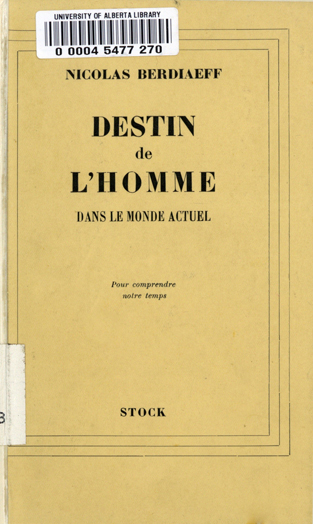 UNIVERSITY OF ALBERTA LIBRARY
0 0004 5477 270
NICOLAS BERDIAEFF
DESTIN
de
L'HOMME
DANS LE MONDE ACTUEL
Pour comprendre
notre temps
STOCK